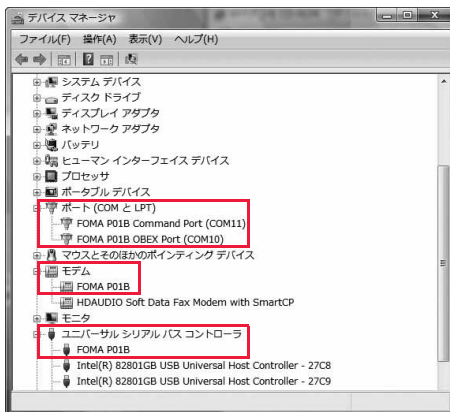 デバイス マネージャ
ファイル(F) 操作(A) 表示(V) ヘルプ(H)
システム デバイス
ディスク ドライブ
ディスプレイ アダプタ
ネットワーク アダプタ
バッテリ
ヒューマン インターフェイス デバイス
プロセッサ
ポータブル デバイス
ポート (COM と LPT)
FOMA P01B Command Port (COM11)
FOMA P01B OBEX Port (COM10)
マウスとそのほかのポインティング デバイス
モデム
FOMA P01B
HDAUDIO Soft Data Fax Modem with SmartCP
モニタ
ユニバーサル シリアル バス コントローラ
FOMA P01B
Intel(R) 82801GB USB Universal Host Controller - 27C8
Intel(R) 82801GB USB Universal Host Controller - 27C9